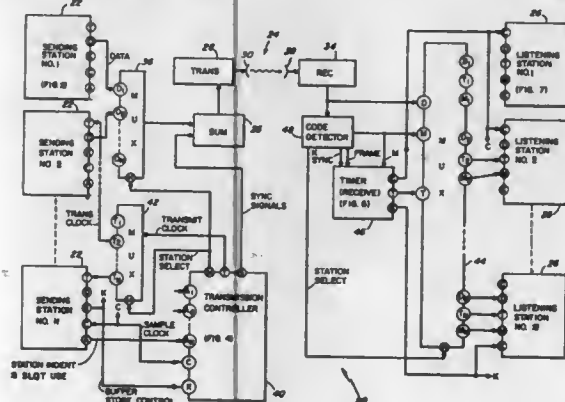 22
SENDING
STATION
NO. 1
(FIG 2)
DATA
36
M
U
X
22
SENDING
STATION
NO. 2
TRANS
CLOCK
42
T1
T2
M
U
X
TRANSMIT
CLOCK
STATION
SELECT
22
SENDING
STATION
NO. N
K
C
SAMPLE
CLOCK
STATION INDENT
& SLOT USE
BUFFER
STORE CONTROL
TRANSMISSION
CONTROLLER
(FIG. 4)
C
K
40
28
TRANS
30
24
SUM
SYNC
SIGNALS
34
REC
48
CODE
DETECTOR
K
SYNC
FRAME
M
TIMER
(RECEIVE)
(FIG. 6)
46
STATION
SELECT
D
M
T
M
U
X
44
26
LISTENING
STATION
NO. 1
(FIG. 7)
C
LISTENING
STATION
NO. 2
26
LISTENING
STATION
K